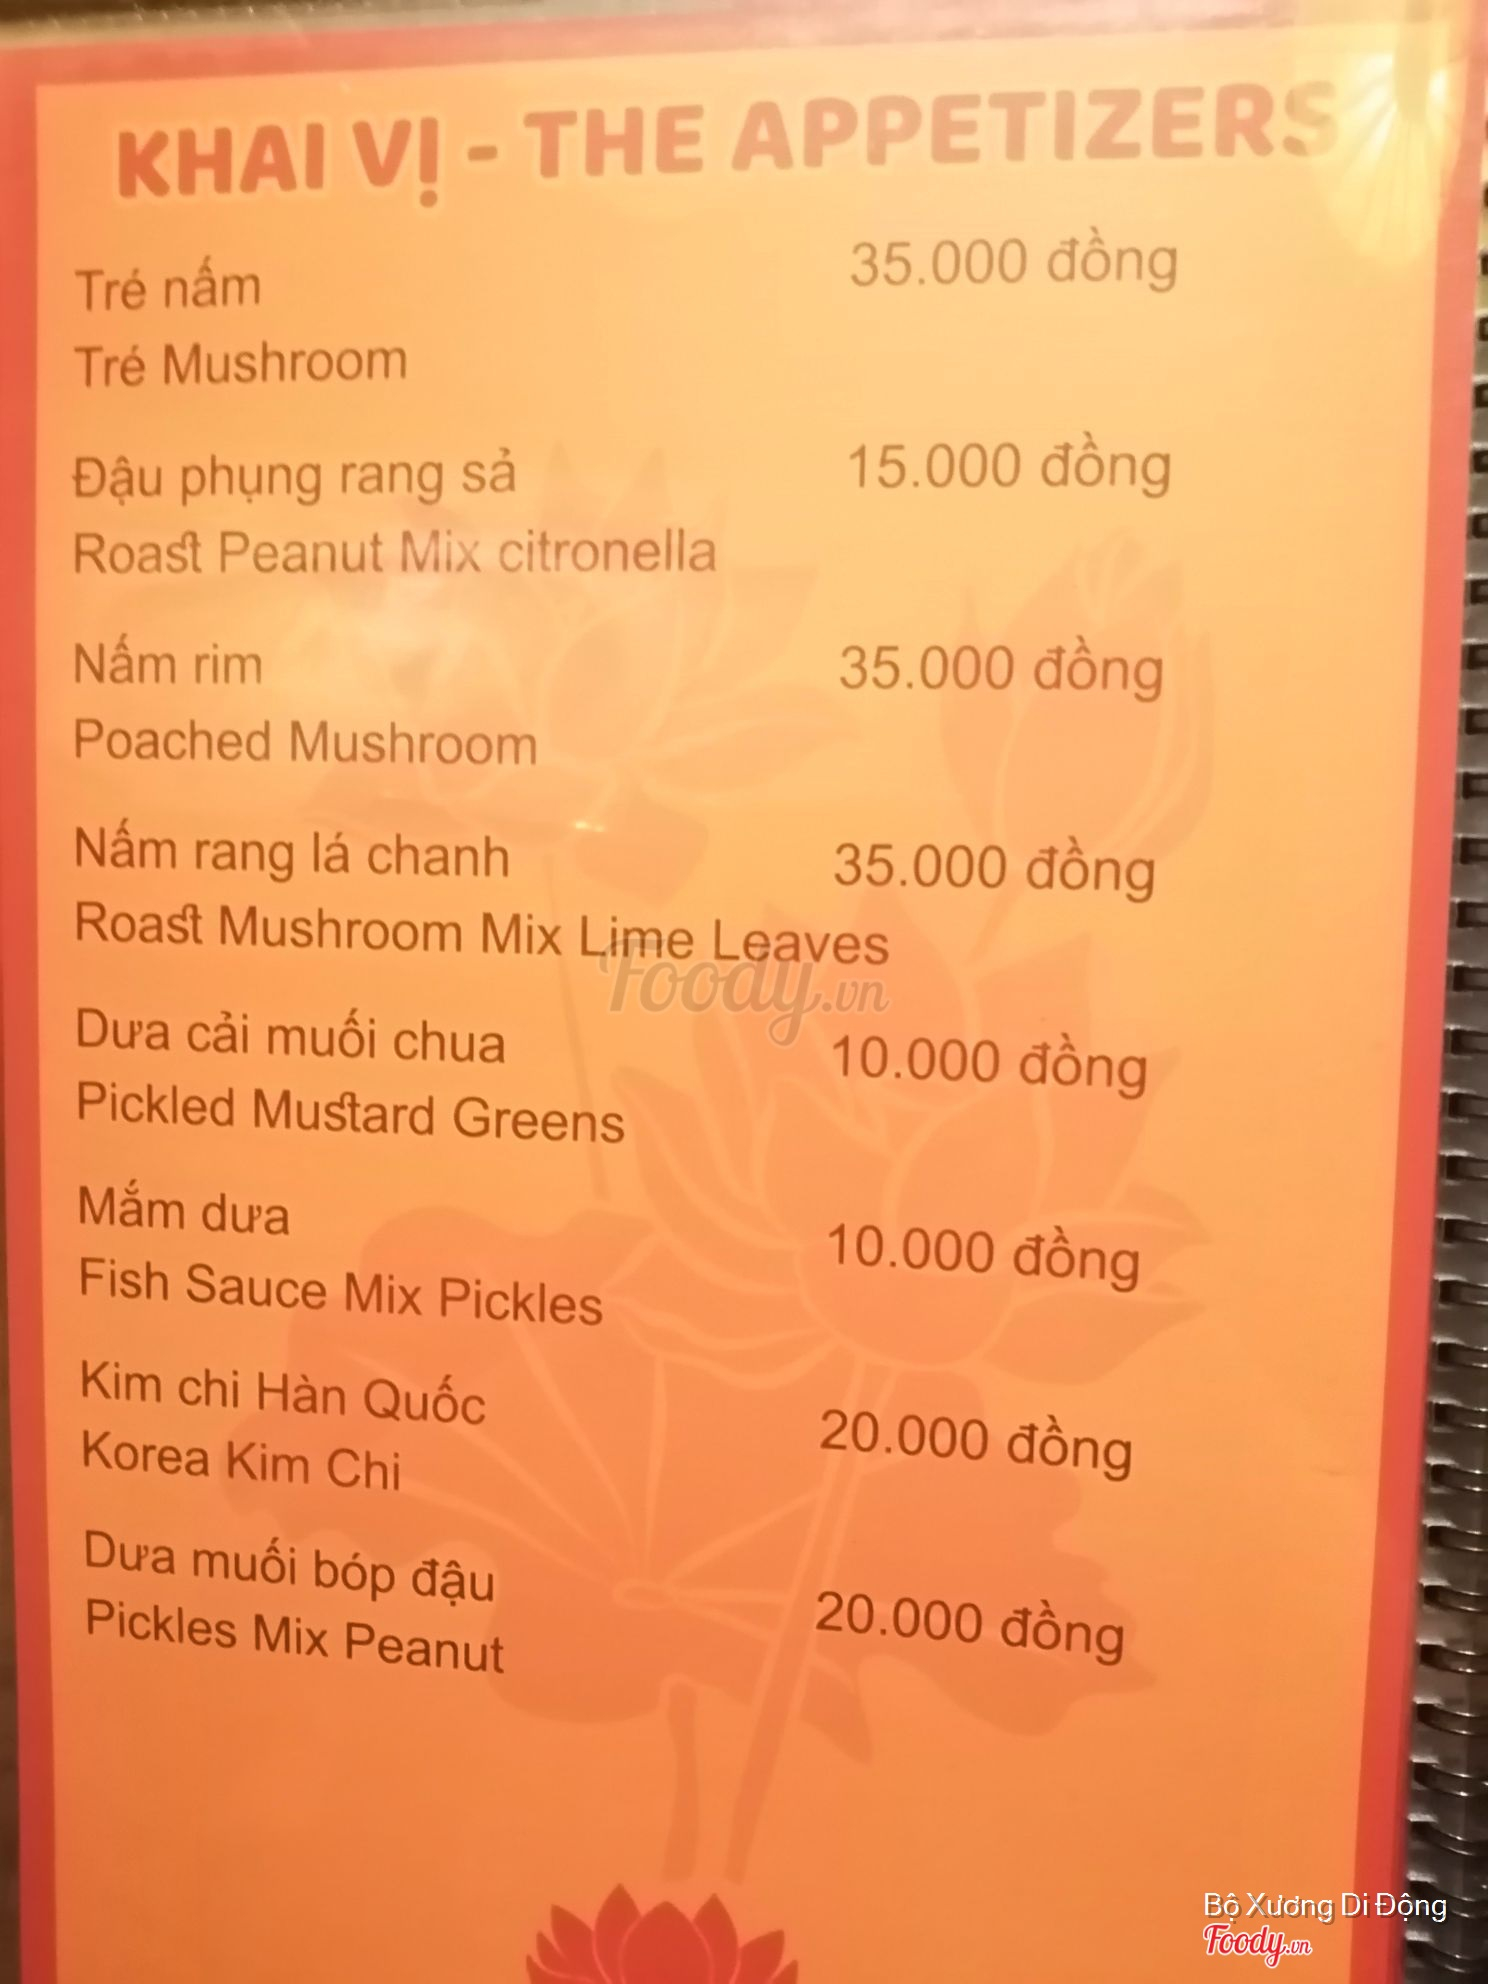 KHAI VỊ - THE APPETIZERS
Tré nấm 35.000 đồng
Tré Mushroom
Đậu phụng rang sả 15.000 đồng
Roast Peanut Mix citronella
Nấm rim 35.000 đồng
Poached Mushroom
Nấm rang lá chanh 35.000 đồng
Roast Mushroom Mix Lime Leaves
Foody.vn
Dưa cải muối chua 10.000 đồng
Pickled Mustard Greens
Mắm dưa 10.000 đồng
Fish Sauce Mix Pickles
Kim chi Hàn Quốc 20.000 đồng
Korea Kim Chi
Dưa muối bóp đậu 20.000 đồng
Pickles Mix Peanut
Bộ Xương Di Động
Foody.vn